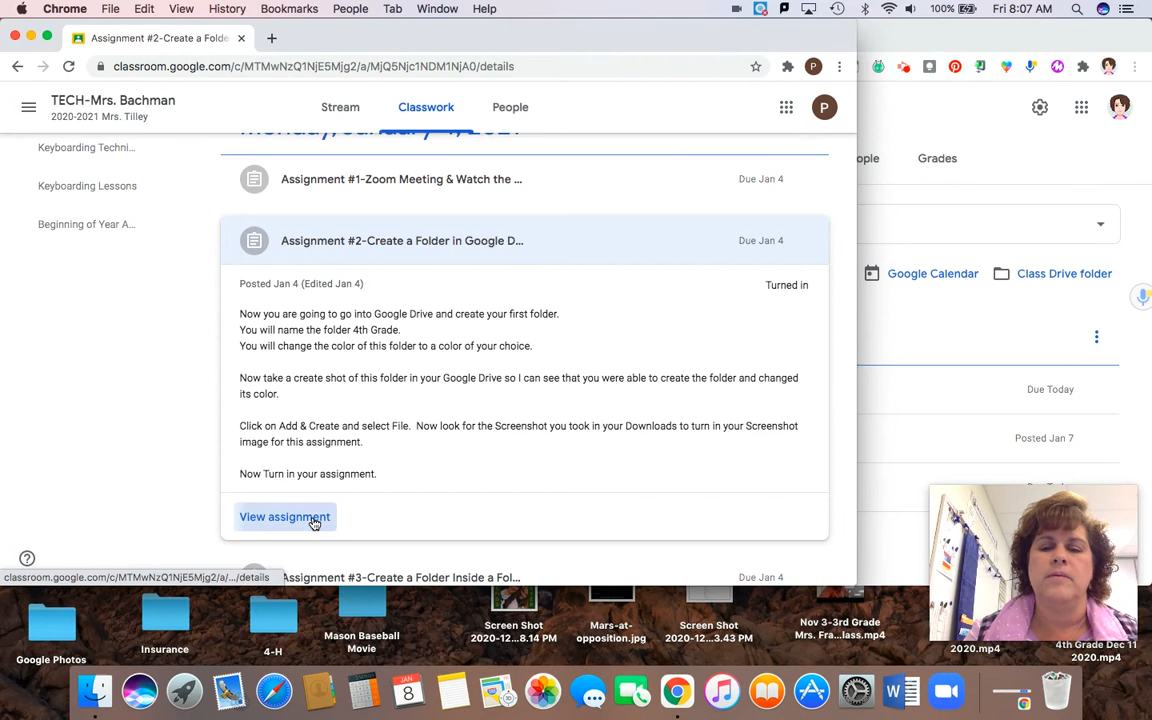 Chrome File Edit View History Bookmarks People Tab Window Help 100% Fri 8:07 AM
Assignment #2-Create a Folde
classroom.google.com/c/MTMwNzQ1NjE5Mjg2/a/MjQ5Njc1NDM1NjA0/details
TECH-Mrs. Bachman
2020-2021 Mrs. Tilley
Stream Classwork People
P
P
ople Grades
Monday, January 4, 2021
Keyboarding Techni...
Keyboarding Lessons
Beginning of Year A...
Assignment #1-Zoom Meeting & Watch the ... Due Jan 4
Assignment #2-Create a Folder in Google D... Due Jan 4
Posted Jan 4 (Edited Jan 4) Turned in
Now you are going to go into Google Drive and create your first folder.
You will name the folder 4th Grade.
You will change the color of this folder to a color of your choice.
Now take a create shot of this folder in your Google Drive so I can see that you were able to create the folder and changed
its color.
Click on Add & Create and select File. Now look for the Screenshot you took in your Downloads to turn in your Screenshot
image for this assignment.
Now Turn in your assignment.
View assignment
Assignment #3-Create a Folder Inside a Fol... Due Jan 4
classroom.google.com/c/MTMwNzQ1NjE5Mjg2/a/.../details
Google Calendar Class Drive folder
Due Today
Posted Jan 7
Google Photos
Insurance
4-H
Mason Baseball
Movie
Screen Shot
2020-12...8.14 PM
Mars-at-
opposition.jpg
Screen Shot
2020-12...3.43 PM
Nov 3-3rd Grade
Mrs. Fra...lass.mp4
2020.mp4
4th Grade Dec 11
2020.mp4
JAN
8